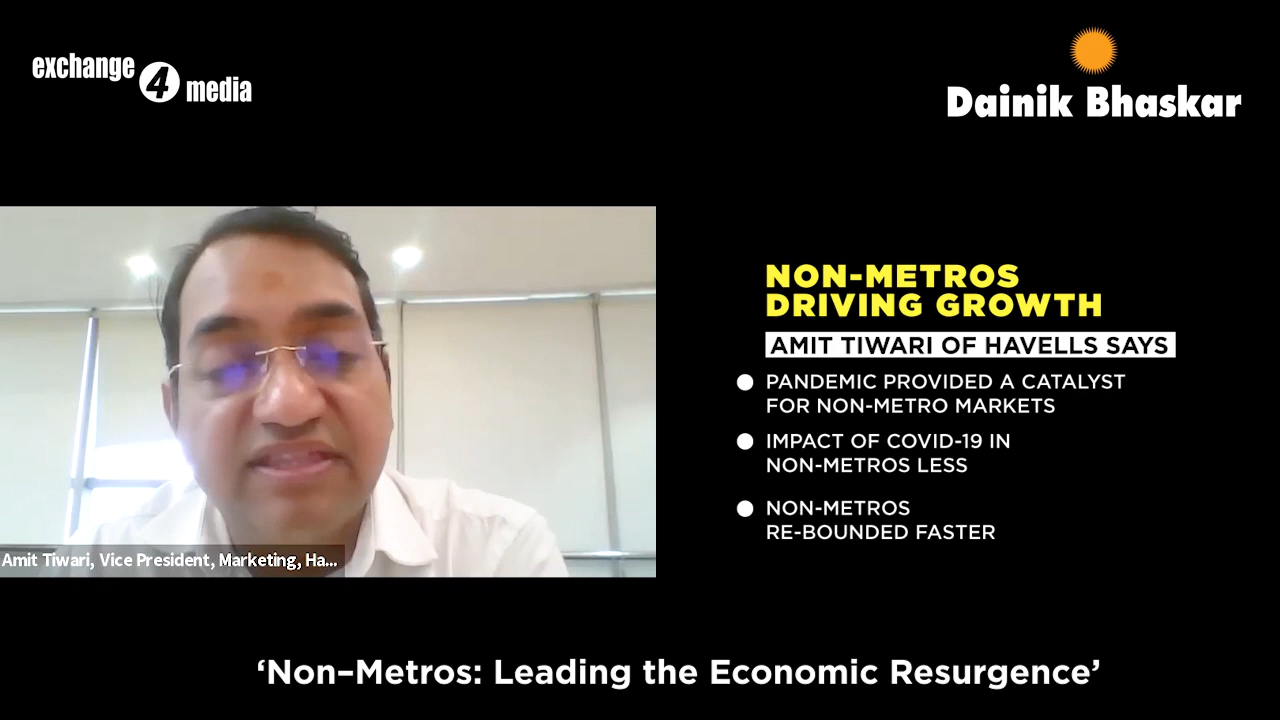 exchange
4
media
Dainik Bhaskar
NON-METROS
DRIVING GROWTH
AMIT TIWARI OF HAVELLS SAYS
PANDEMIC PROVIDED A CATALYST
FOR NON-METRO MARKETS
IMPACT OF COVID-19 IN
NON-METROS LESS
NON-METROS
RE-BOUNDED FASTER
Amit Tiwari, Vice President, Marketing, Ha...
‘Non–Metros: Leading the Economic Resurgence’